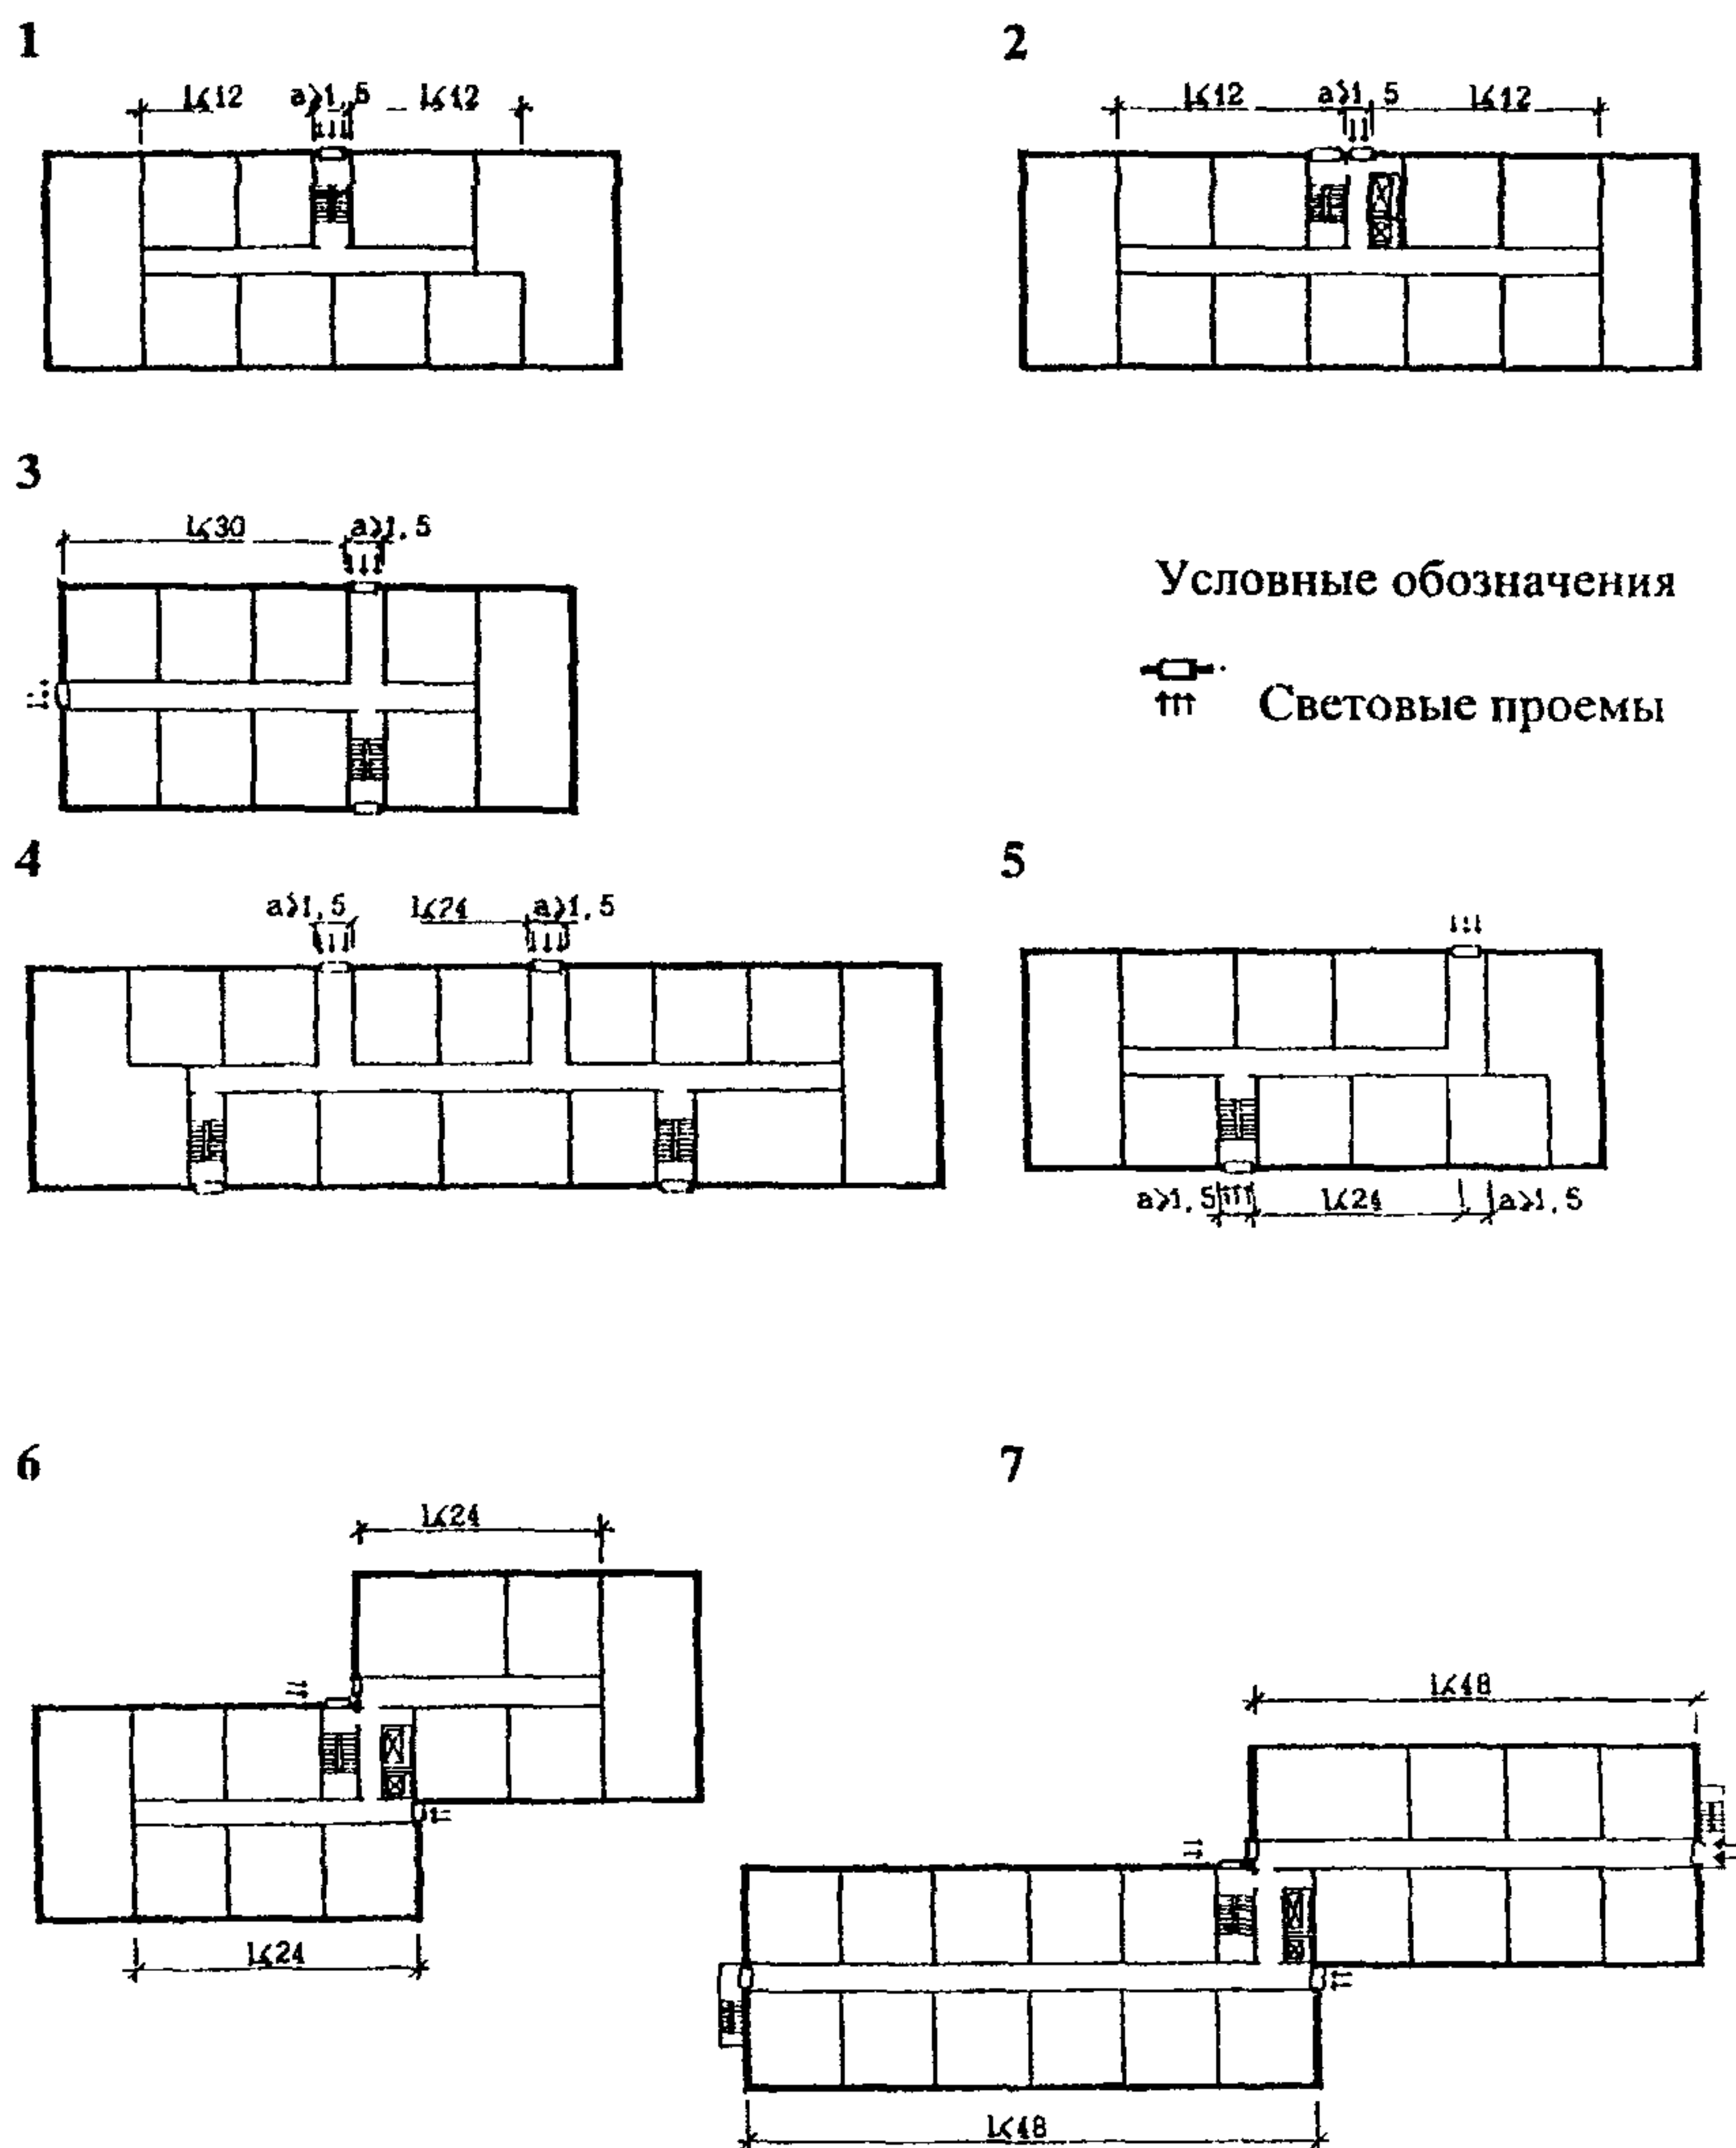 1
l⩽12 a⩾1,5 l⩽12
2
l⩽12 a⩾1,5 l⩽12
3
l⩽30 a⩾1,5
Условные обозначения
Световые проемы
4
a⩾1,5 l⩽24 a⩾1,5
5
a⩾1,5 l⩽24 a⩾1,5
6
l⩽24
l⩽24
7
l⩽48
l⩽48